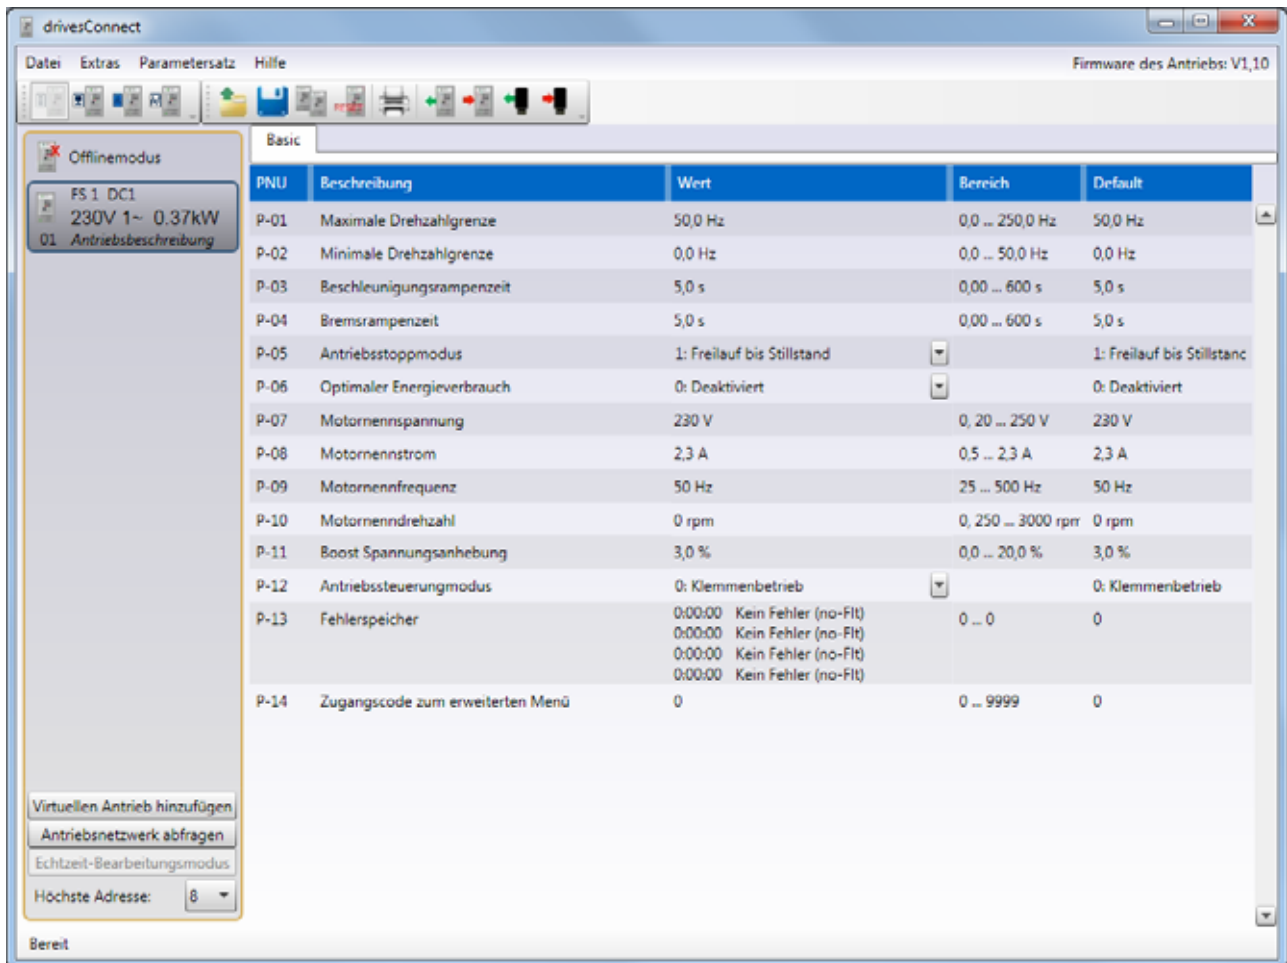 drivesConnect
Datei Extras Parametersatz Hilfe Firmware des Antriebs: V1,10
Offlinemodus
FS 1 DC1
230V 1~ 0.37kW
01 Antriebsbeschreibung
Basic
PNU Beschreibung Wert Bereich Default
P-01 Maximale Drehzahlgrenze 50,0 Hz 0,0 ... 250,0 Hz 50,0 Hz
P-02 Minimale Drehzahlgrenze 0,0 Hz 0,0 ... 50,0 Hz 0,0 Hz
P-03 Beschleunigungsrampenzeit 5,0 s 0,00 ... 600 s 5,0 s
P-04 Bremsrampenzeit 5,0 s 0,00 ... 600 s 5,0 s
P-05 Antriebsstoppmodus 1: Freilauf bis Stillstand 1: Freilauf bis Stillstanc
P-06 Optimaler Energieverbrauch 0: Deaktiviert 0: Deaktiviert
P-07 Motornennspannung 230 V 0, 20 ... 250 V 230 V
P-08 Motornennstrom 2,3 A 0,5 ... 2,3 A 2,3 A
P-09 Motornennfrequenz 50 Hz 25 ... 500 Hz 50 Hz
P-10 Motornenndrehzahl 0 rpm 0, 250 ... 3000 rpm 0 rpm
P-11 Boost Spannungsanhebung 3,0 % 0,0 ... 20,0 % 3,0 %
P-12 Antriebssteuerungmodus 0: Klemmenbetrieb 0: Klemmenbetrieb
P-13 Fehlerspeicher 0:00:00 Kein Fehler (no-Flt) 0 ... 0 0
0:00:00 Kein Fehler (no-Flt)
0:00:00 Kein Fehler (no-Flt)
0:00:00 Kein Fehler (no-Flt)
P-14 Zugangscode zum erweiterten Menü 0 0 ... 9999 0
Virtuellen Antrieb hinzufügen
Antriebsnetzwerk abfragen
Echtzeit-Bearbeitungsmodus
Höchste Adresse: 8
Bereit